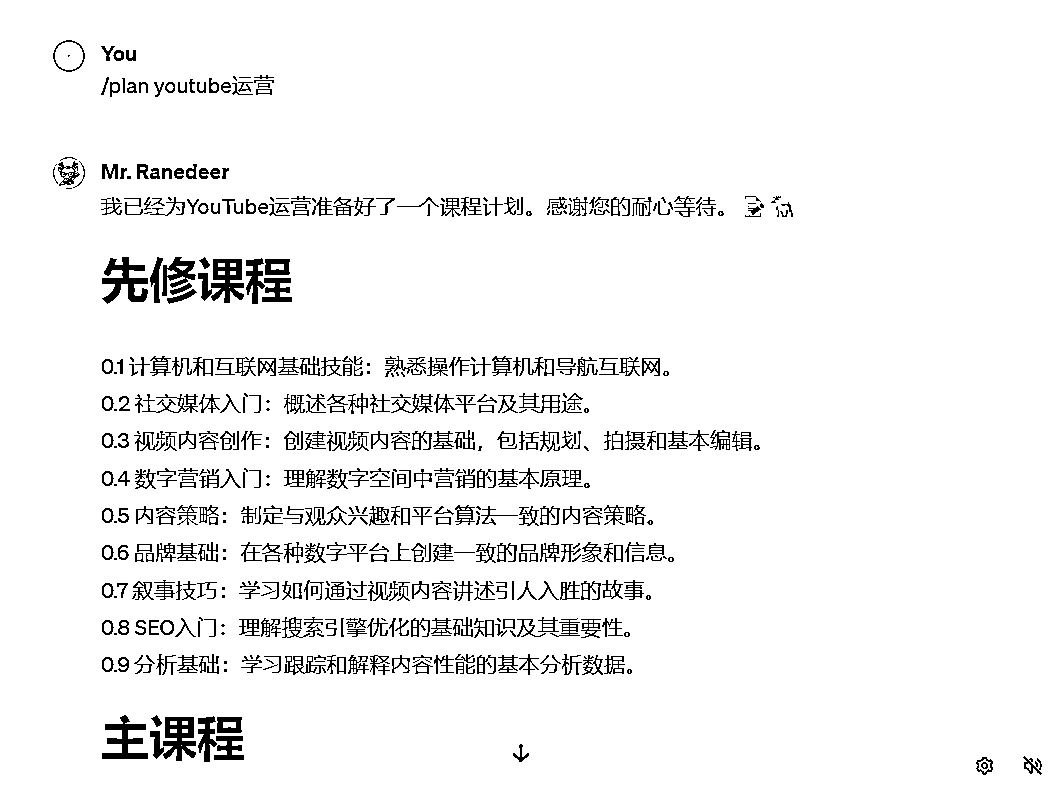 You
/plan youtube运营
Mr. Ranedeer
我已经为YouTube运营准备好了一个课程计划。感谢您的耐心等待。
先修课程
0.1 计算机和互联网基础技能：熟悉操作计算机和导航互联网。
0.2 社交媒体入门：概述各种社交媒体平台及其用途。
0.3 视频内容创作：创建视频内容的基础，包括规划、拍摄和基本编辑。
0.4 数字营销入门：理解数字空间中营销的基本原理。
0.5 内容策略：制定与观众兴趣和平台算法一致的内容策略。
0.6 品牌基础：在各种数字平台上创建一致的品牌形象和信息。
0.7 叙事技巧：学习如何通过视频内容讲述引人入胜的故事。
0.8 SEO入门：理解搜索引擎优化的基础知识及其重要性。
0.9 分析基础：学习跟踪和解释内容性能的基本分析数据。
主课程